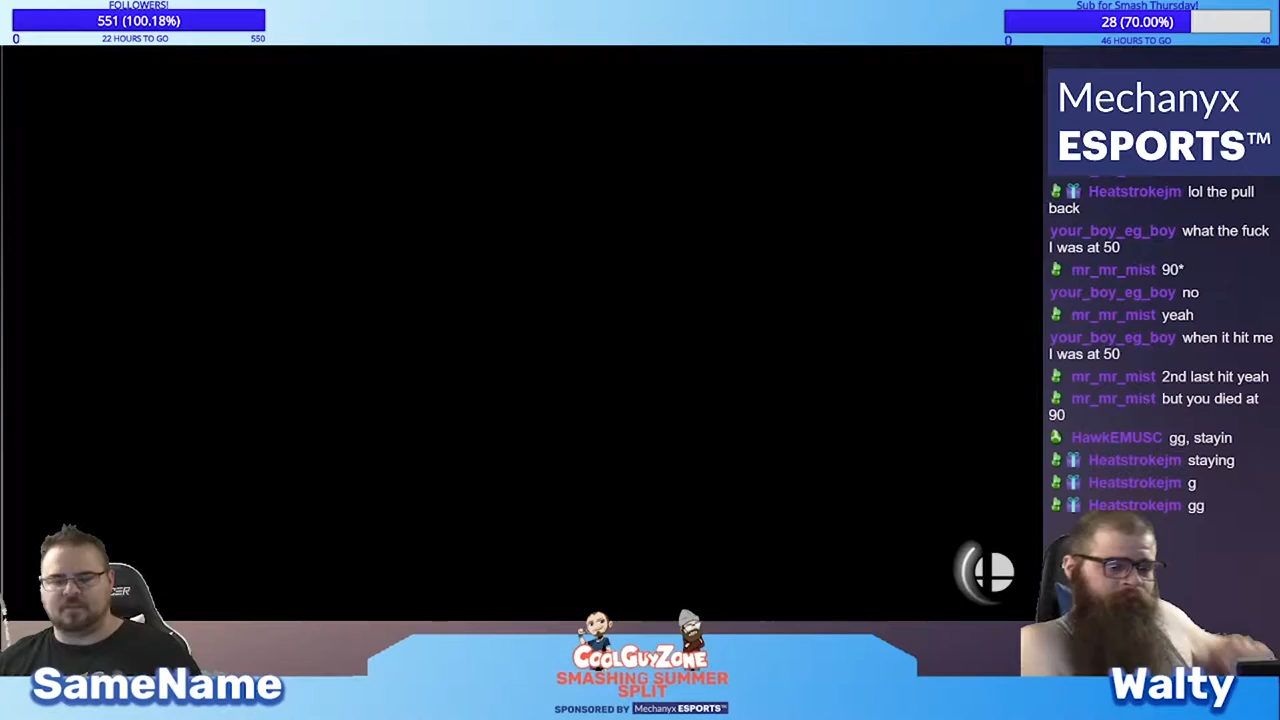 FOLLOWERS!
551 (100.18%)
0
22 HOURS TO GO
550
Sub for Smash Thursday!
28 (70.00%)
0
46 HOURS TO GO
40
Mechanyx
ESPORTS™
Heatstrokejm lol the pull
back
your_boy_eg_boy what the fuck
I was at 50
mr_mr_mist 90*
your_boy_eg_boy no
mr_mr_mist yeah
your_boy_eg_boy when it hit me
I was at 50
mr_mr_mist 2nd last hit yeah
mr_mr_mist but you died at
90
HawkEMUSC gg, stayin
Heatstrokejm staying
Heatstrokejm g
Heatstrokejm gg
SameName
COOLGUYZONE
SMASHING SUMMER
SPLIT
SPONSORED BY Mechanyx ESPORTS™
Walty